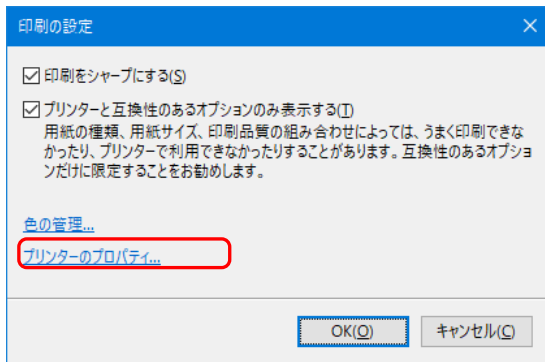 印刷の設定
印刷をシャープにする(S)
プリンターと互換性のあるオプションのみ表示する(T)
用紙の種類、用紙サイズ、印刷品質の組み合わせによっては、うまく印刷できな
かったり、プリンターで利用できなかったりすることがあります。互換性のあるオプショ
ンだけに限定することをお勧めします。
色の管理...
プリンターのプロパティ...
OK(O) キャンセル(C)